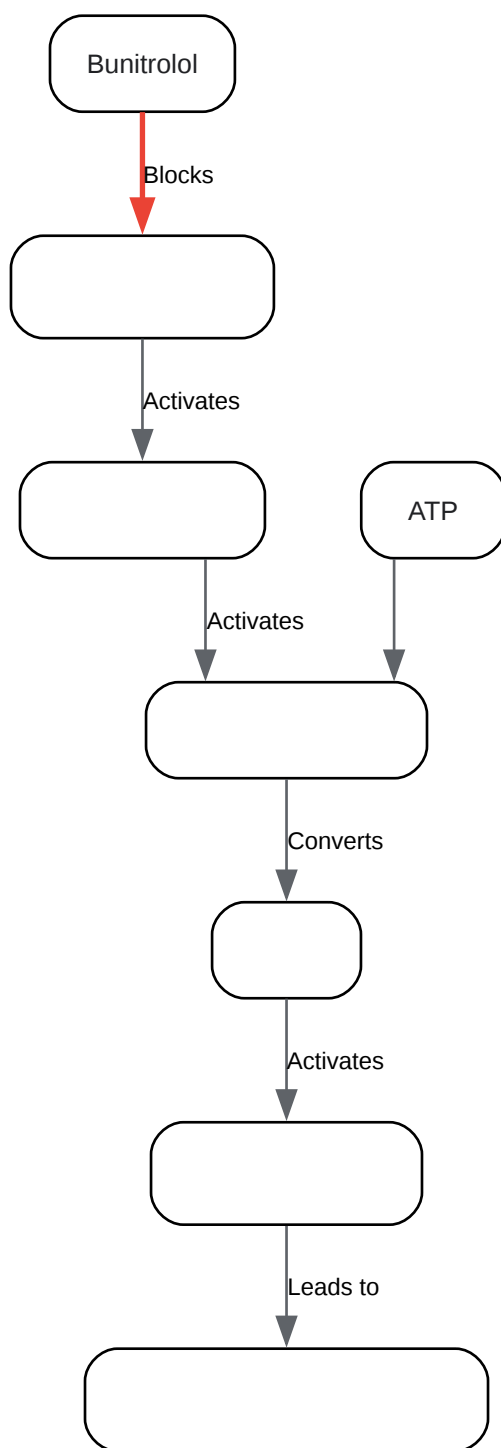 Bunitrolol
Blocks
Activates
ATP
Activates
Converts
Activates
Leads to